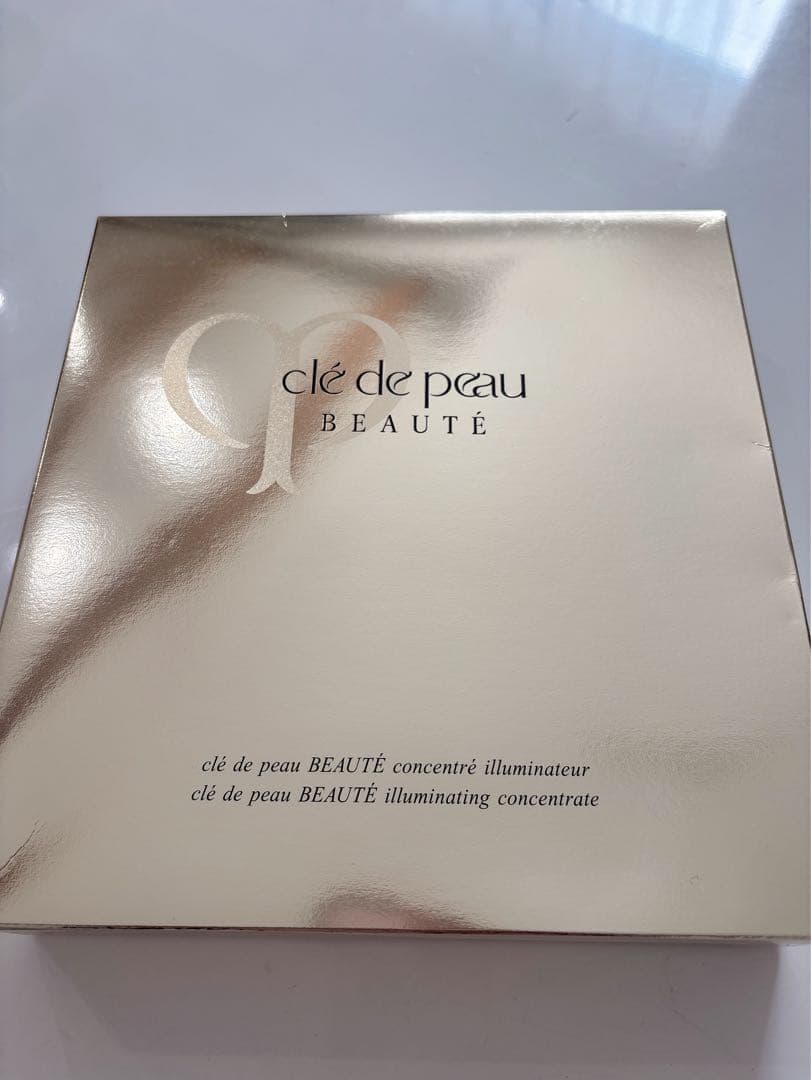 clé de peau
BEAUTÉ
clé de peau BEAUTÉ concentré illuminateur
clé de peau BEAUTÉ illuminating concentrate